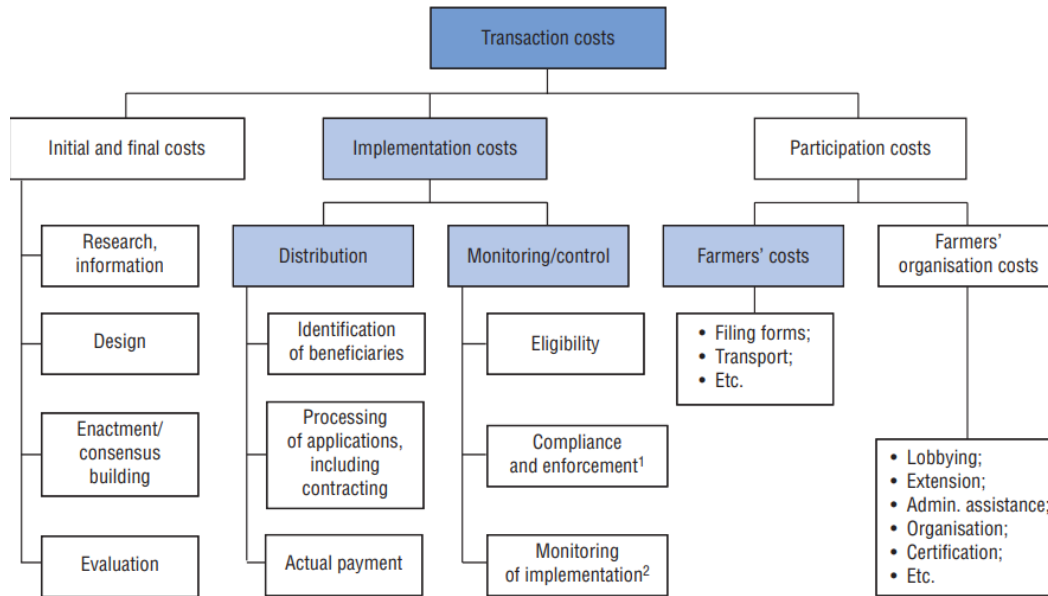 Transaction costs
Initial and final costs
Implementation costs
Participation costs
Research,
information
Design
Enactment/
consensus
building
Evaluation
Distribution
Identification
of beneficiaries
Processing
of applications,
including
contracting
Actual payment
Monitoring/control
Eligibility
Compliance
and enforcement¹
Monitoring
of implementation²
Farmers’ costs
• Filing forms;
• Transport;
• Etc.
Farmers’
organisation costs
• Lobbying;
• Extension;
• Admin. assistance;
• Organisation;
• Certification;
• Etc.